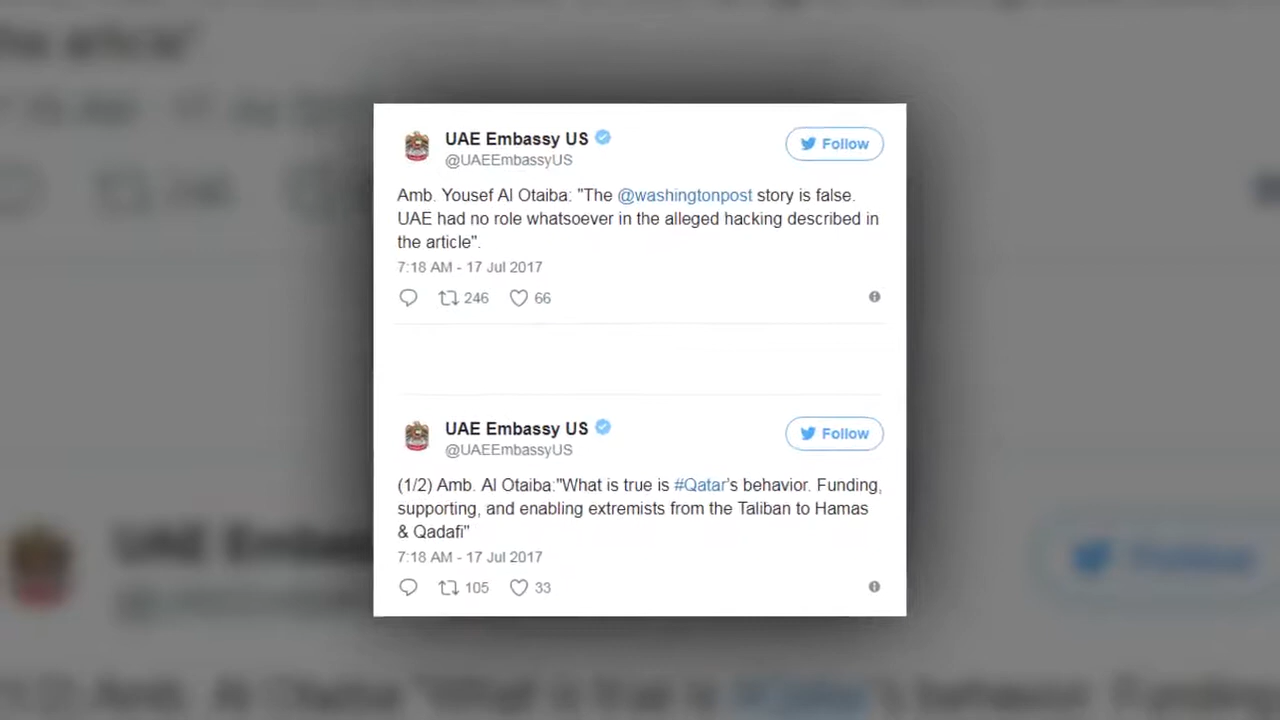 the article"
UAE Embassy US
@UAEEmbassyUS
Follow
Amb. Yousef Al Otaiba: "The @washingtonpost story is false.
UAE had no role whatsoever in the alleged hacking described in
the article".
7:18 AM - 17 Jul 2017
246 66
UAE Embassy US
@UAEEmbassyUS
Follow
(1/2) Amb. Al Otaiba:"What is true is #Qatar's behavior. Funding,
supporting, and enabling extremists from the Taliban to Hamas
& Qadafi"
7:18 AM - 17 Jul 2017
105 33